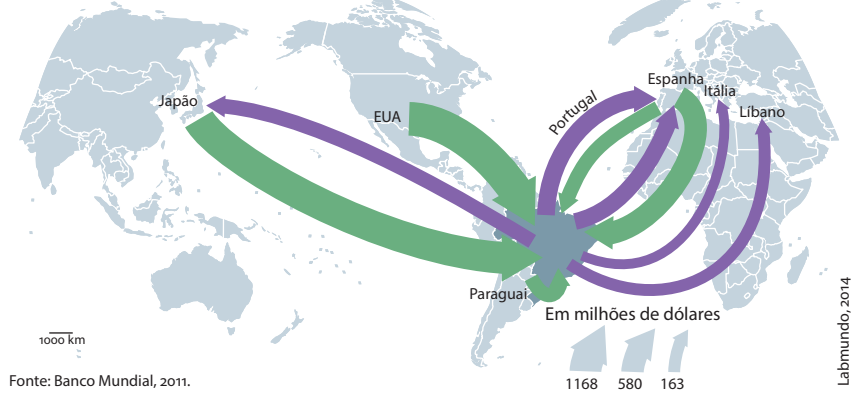 Espanha
Itália
Japão
Portugal
Líbano
EUA
Paraguai
Em milhões de dólares
1000 km
1168
580
163
Fonte: Banco Mundial, 2011.
Labmundo, 2014